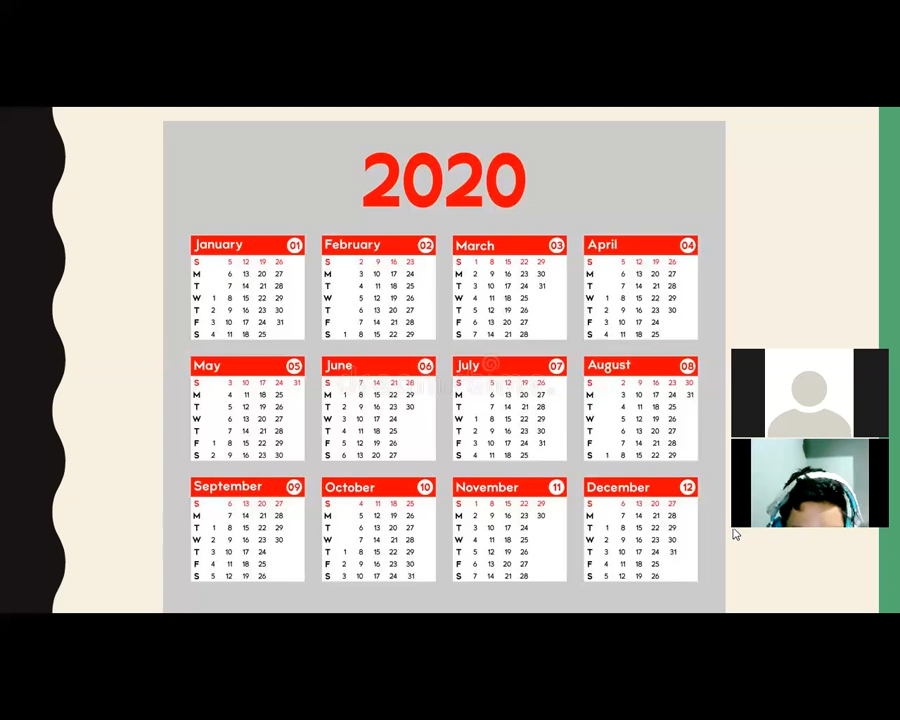 2020
January 01
S 5 12 19 26
M 6 13 20 27
T 7 14 21 28
W 1 8 15 22 29
T 2 9 16 23 30
F 3 10 17 24 31
S 4 11 18 25
February 02
S 2 9 16 23
M 3 10 17 24
T 4 11 18 25
W 5 12 19 26
T 6 13 20 27
F 7 14 21 28
S 1 8 15 22 29
March 03
S 1 8 15 22 29
M 2 9 16 23 30
T 3 10 17 24 31
W 4 11 18 25
T 5 12 19 26
F 6 13 20 27
S 7 14 21 28
April 04
S 5 12 19 26
M 6 13 20 27
T 7 14 21 28
W 1 8 15 22 29
T 2 9 16 23 30
F 3 10 17 24
S 4 11 18 25
May 05
S 3 10 17 24 31
M 4 11 18 25
T 5 12 19 26
W 6 13 20 27
T 7 14 21 28
F 1 8 15 22 29
S 2 9 16 23 30
June 06
S 7 14 21 28
M 1 8 15 22 29
T 2 9 16 23 30
W 3 10 17 24
T 4 11 18 25
F 5 12 19 26
S 6 13 20 27
July 07
S 5 12 19 26
M 6 13 20 27
T 7 14 21 28
W 1 8 15 22 29
T 2 9 16 23 30
F 3 10 17 24 31
S 4 11 18 25
August 08
S 2 9 16 23 30
M 3 10 17 24 31
T 4 11 18 25
W 5 12 19 26
T 6 13 20 27
F 7 14 21 28
S 1 8 15 22 29
September 09
S 6 13 20 27
M 7 14 21 28
T 1 8 15 22 29
W 2 9 16 23 30
T 3 10 17 24
F 4 11 18 25
S 5 12 19 26
October 10
S 4 11 18 25
M 5 12 19 26
T 6 13 20 27
W 7 14 21 28
T 1 8 15 22 29
F 2 9 16 23 30
S 3 10 17 24 31
November 11
S 1 8 15 22 29
M 2 9 16 23 30
T 3 10 17 24
W 4 11 18 25
T 5 12 19 26
F 6 13 20 27
S 7 14 21 28
December 12
S 6 13 20 27
M 7 14 21 28
T 1 8 15 22 29
W 2 9 16 23 30
T 3 10 17 24 31
F 4 11 18 25
S 5 12 19 26